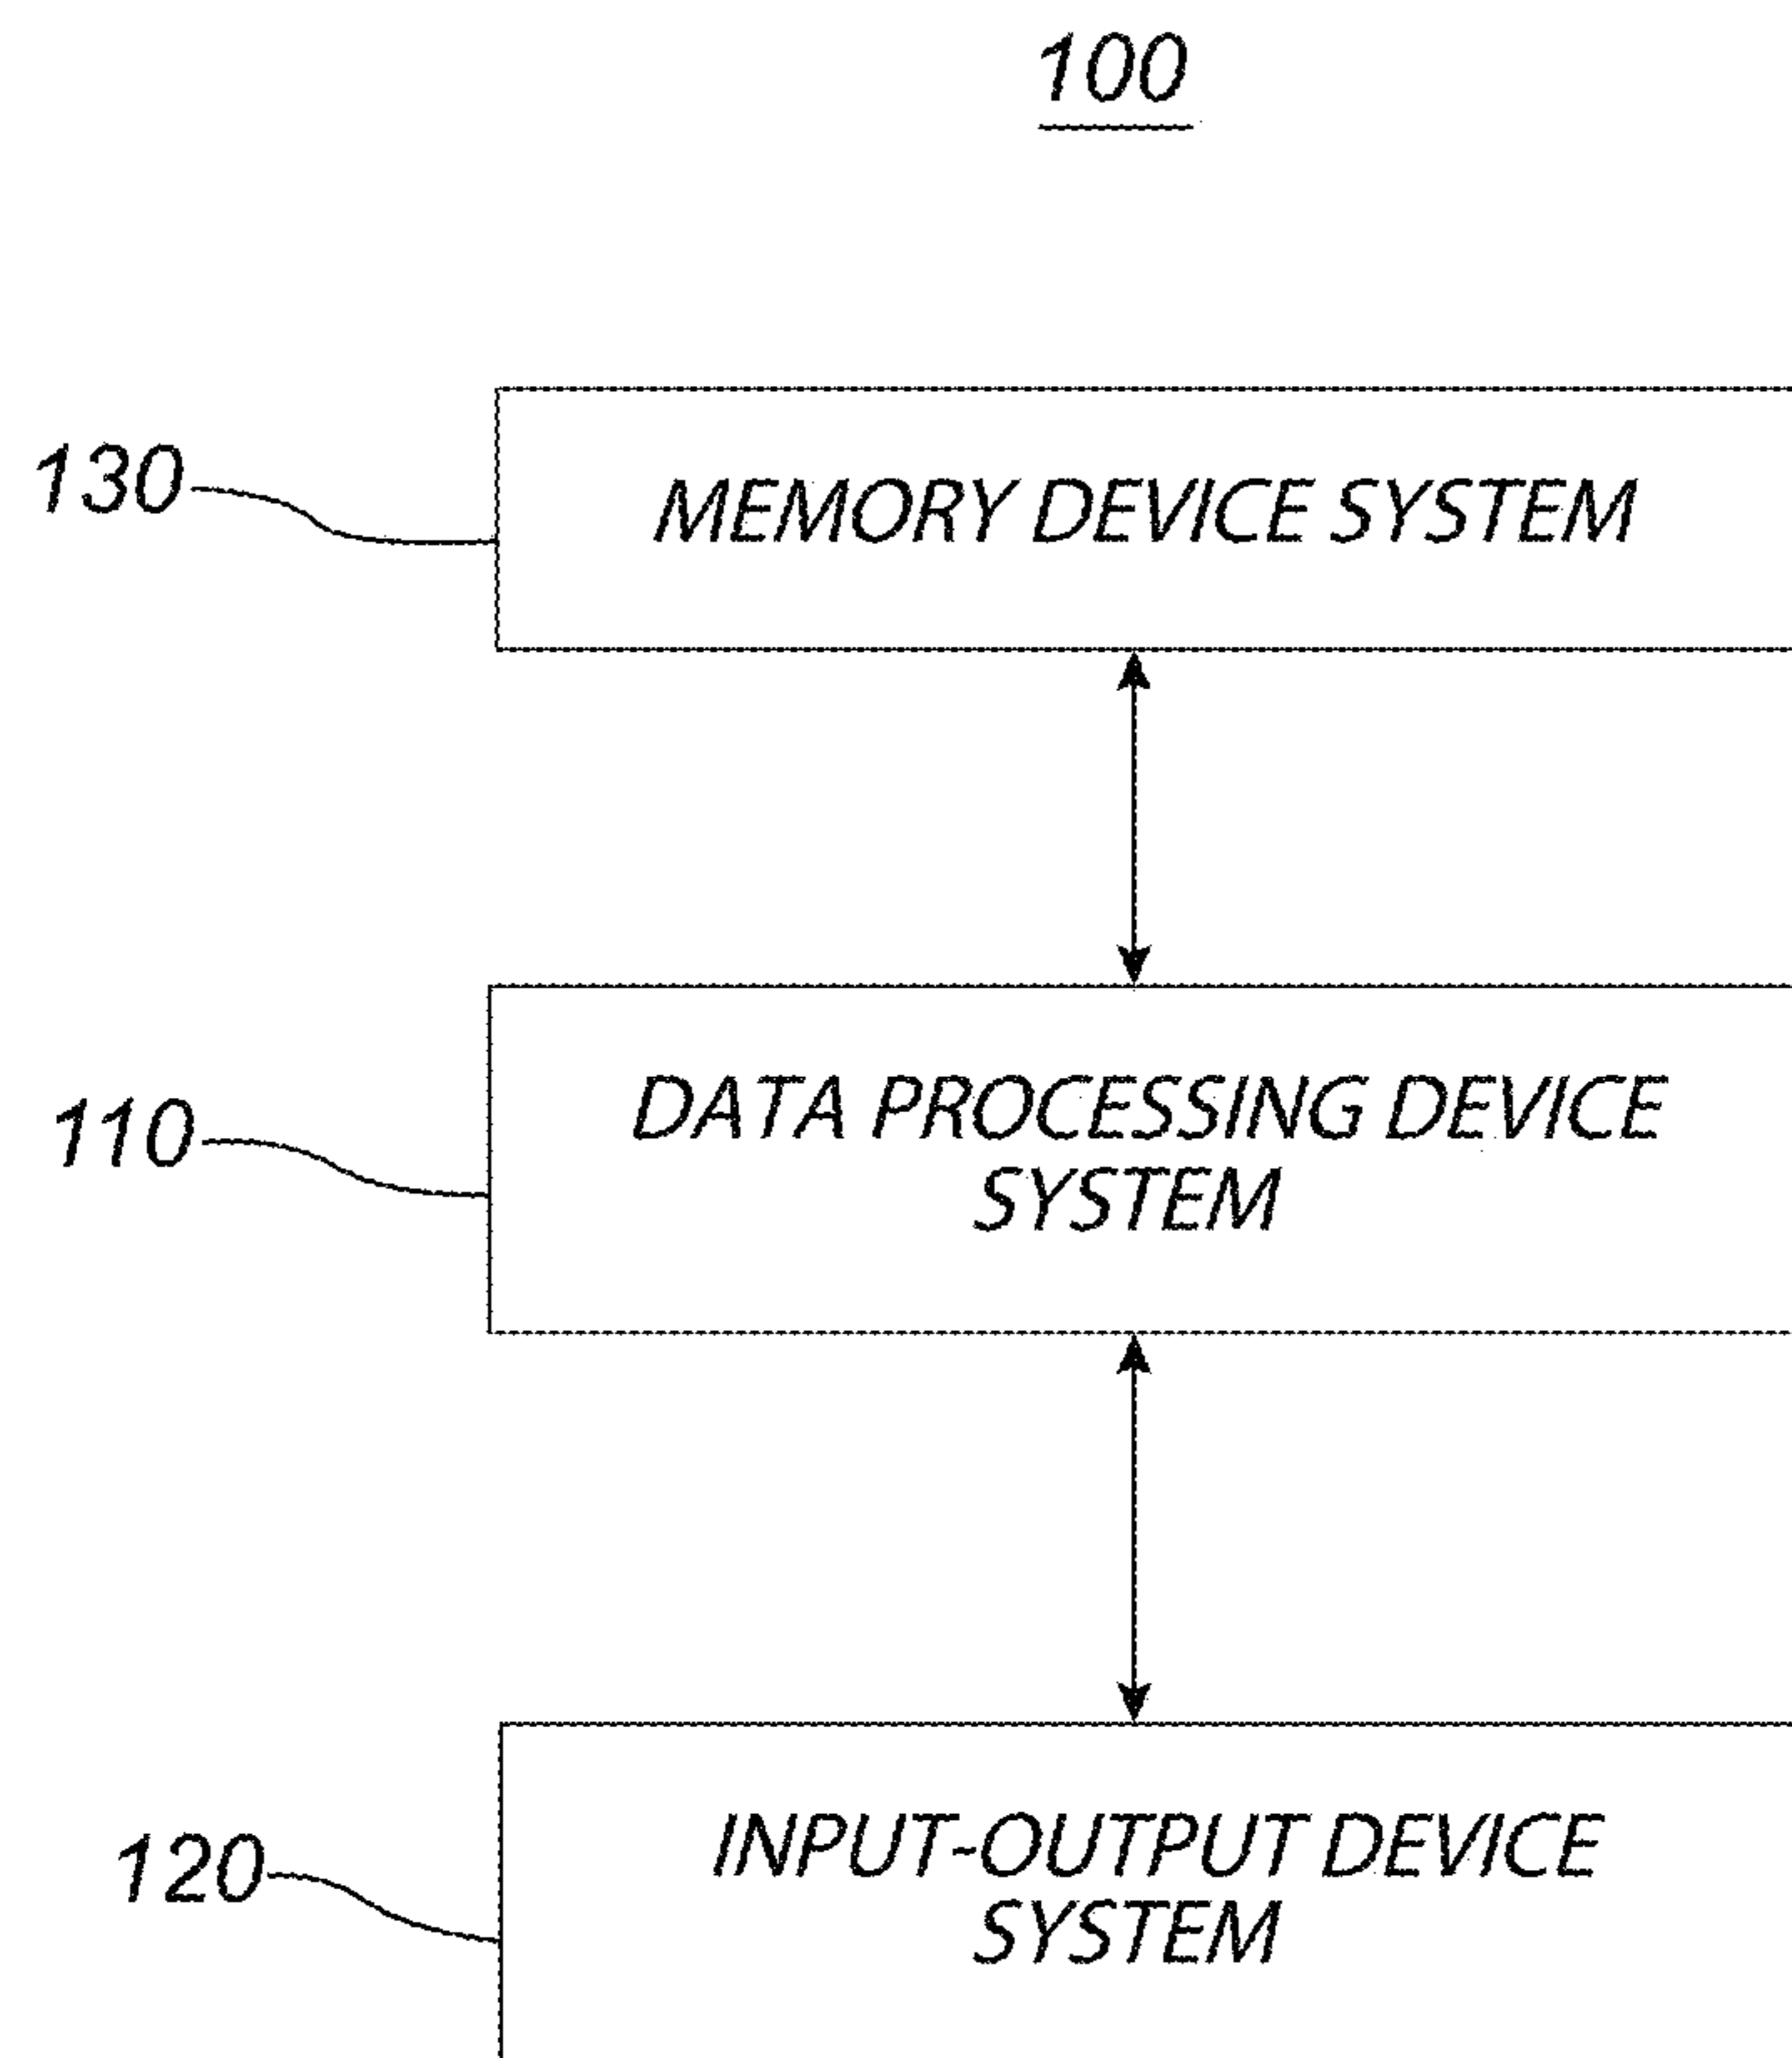 100
130
MEMORY DEVICE SYSTEM
110
DATA PROCESSING DEVICE
SYSTEM
120
INPUT-OUTPUT DEVICE
SYSTEM